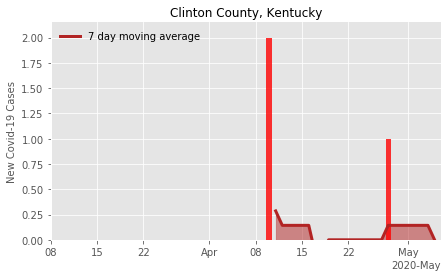 Clinton County, Kentucky
7 day moving average
New Covid-19 Cases
2.00
1.75
1.50
1.25
1.00
0.75
0.50
0.25
0.00
08 15 22 Apr 08 15 22 May
2020-May